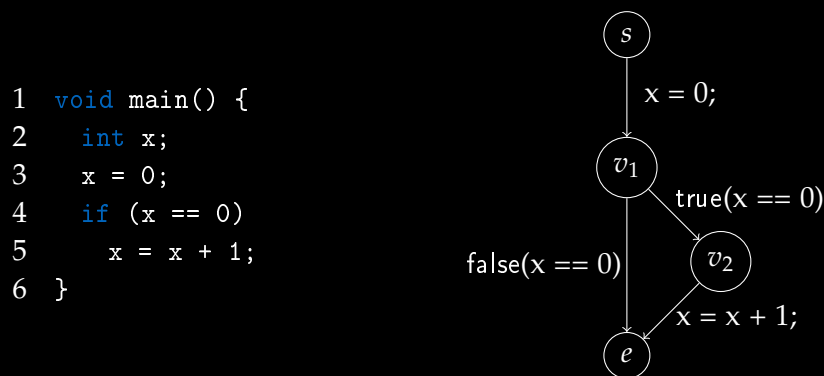 1 void main() {
2 int x;
3 x = 0;
4 if (x == 0)
5 x = x + 1;
6 }
s
x = 0;
v₁
true(x == 0)
false(x == 0)
v₂
x = x + 1;
e